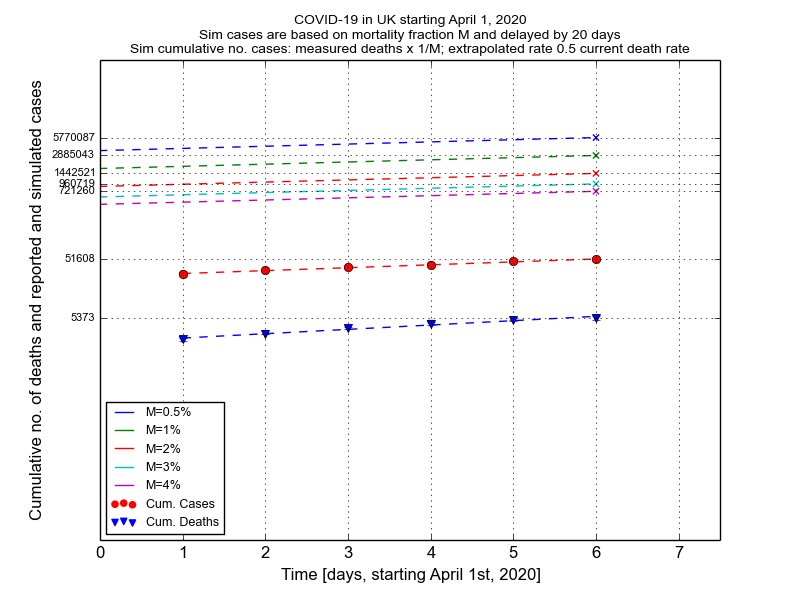 COVID-19 in UK starting April 1, 2020
Sim cases are based on mortality fraction M and delayed by 20 days
Sim cumulative no. cases: measured deaths x 1/M; extrapolated rate 0.5 current death rate
Cumulative no. of deaths and reported and simulated cases
5770087
2885043
1442521
960719
721260
51608
5373
M=0.5%
M=1%
M=2%
M=3%
M=4%
Cum. Cases
Cum. Deaths
0 1 2 3 4 5 6 7
Time [days, starting April 1st, 2020]